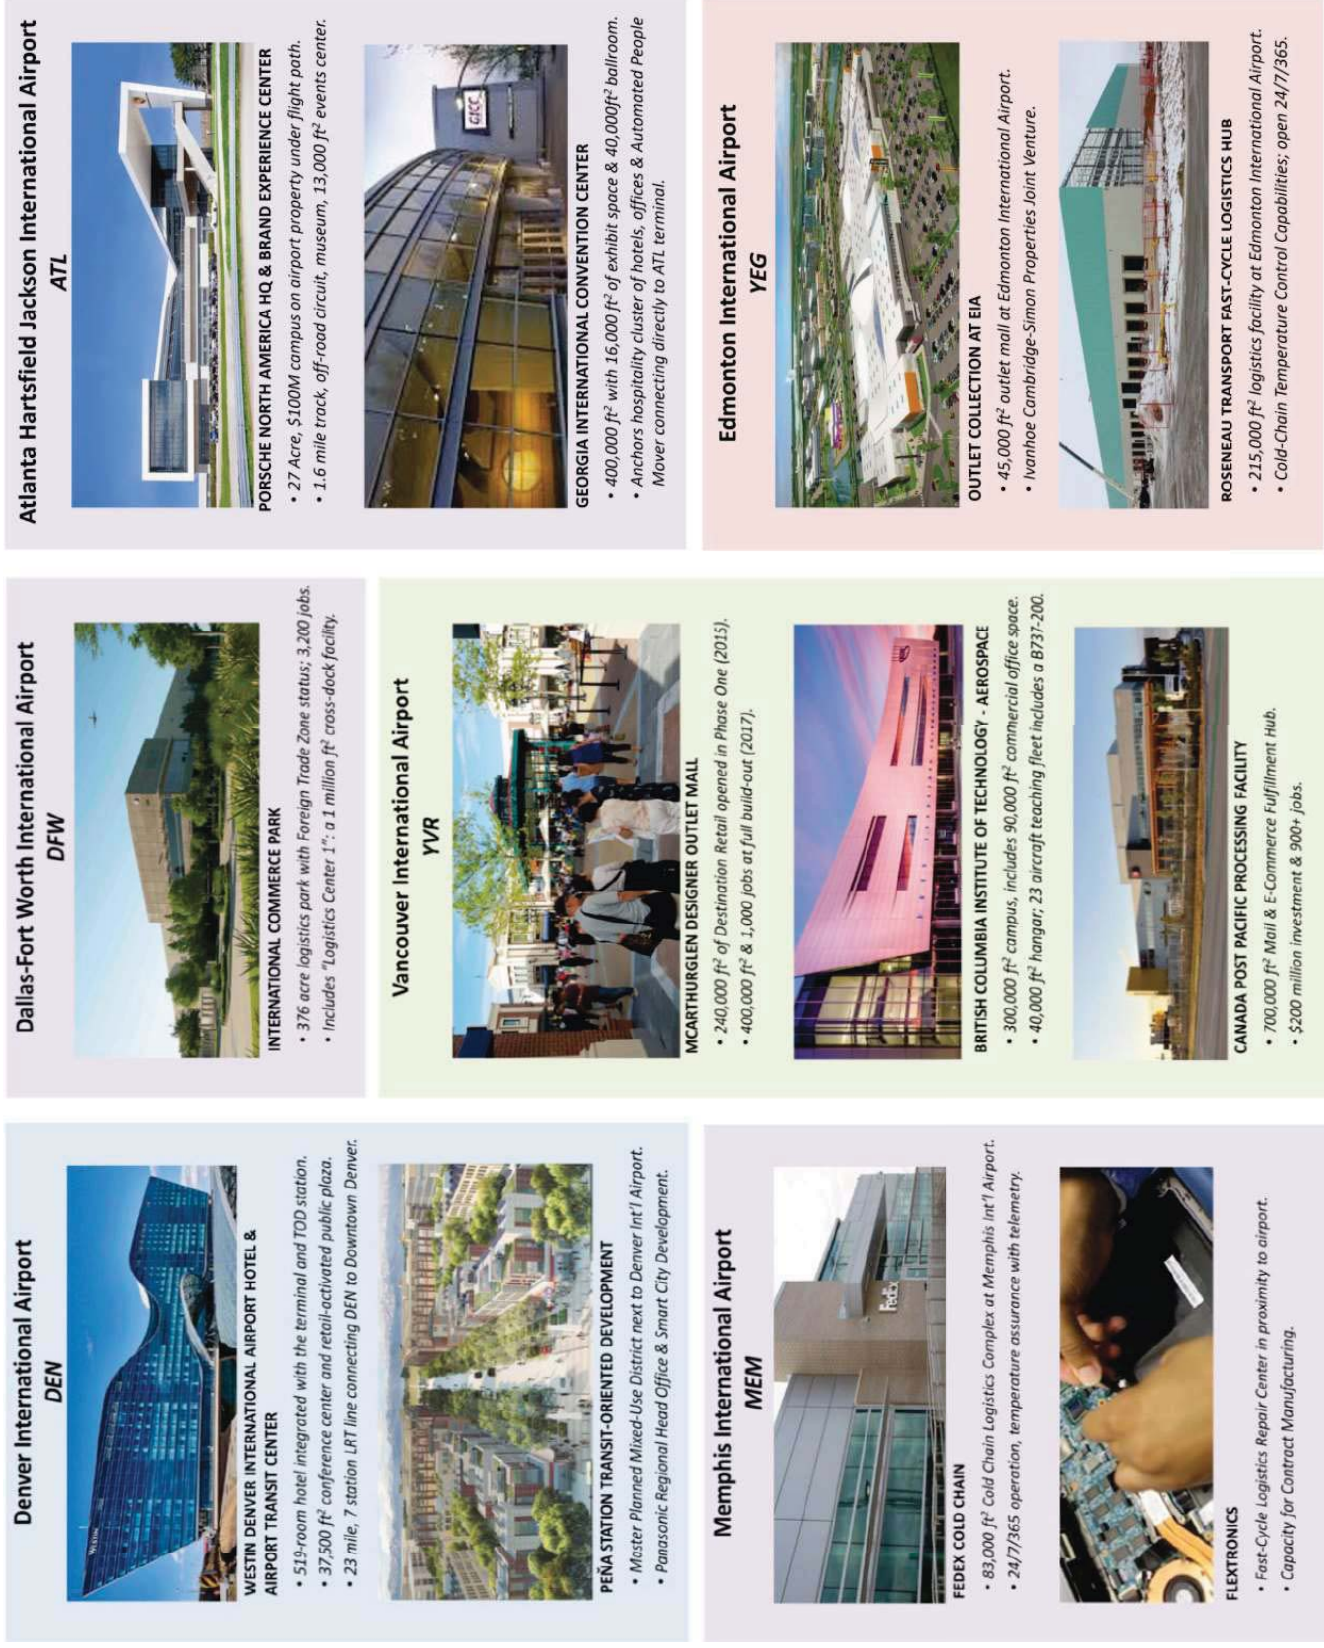 Denver International Airport
DEN
WESTIN
WESTIN DENVER INTERNATIONAL AIRPORT HOTEL &
AIRPORT TRANSIT CENTER
• 519-room hotel integrated with the terminal and TOD station.
• 37,500 ft² conference center and retail-activated public plaza.
• 23 mile, 7 station LRT line connecting DEN to Downtown Denver.
PEÑA STATION TRANSIT-ORIENTED DEVELOPMENT
• Master Planned Mixed-Use District next to Denver Int'l Airport.
• Panasonic Regional Head Office & Smart City Development.
Memphis International Airport
MEM
FedEx
FEDEX COLD CHAIN
• 83,000 ft² Cold Chain Logistics Complex at Memphis Int'l Airport.
• 24/7/365 operation, temperature assurance with telemetry.
FLEXTRONICS
• Fast-Cycle Logistics Repair Center in proximity to airport.
• Capacity for Contract Manufacturing.
Dallas-Fort Worth International Airport
DFW
INTERNATIONAL COMMERCE PARK
• 376 acre logistics park with Foreign Trade Zone status; 3,200 jobs.
• Includes "Logistics Center 1": a 1 million ft² cross-dock facility.
Vancouver International Airport
YVR
MCARTHURGLEN DESIGNER OUTLET MALL
• 240,000 ft² of Destination Retail opened in Phase One (2015).
• 400,000 ft² & 1,000 jobs at full build-out (2017).
BRITISH COLUMBIA INSTITUTE OF TECHNOLOGY - AEROSPACE
• 300,000 ft² campus, includes 90,000 ft² commercial office space.
• 40,000 ft² hangar; 23 aircraft teaching fleet includes a B737-200.
CANADA POST PACIFIC PROCESSING FACILITY
• 700,000 ft² Mail & E-Commerce Fulfillment Hub.
• $200 million investment & 900+ jobs.
Atlanta Hartsfield Jackson International Airport
ATL
PORSCHE NORTH AMERICA HQ & BRAND EXPERIENCE CENTER
• 27 Acre, $100M campus on airport property under flight path.
• 1.6 mile track, off-road circuit, museum, 13,000 ft² events center.
GICC
GEORGIA INTERNATIONAL CONVENTION CENTER
• 400,000 ft² with 16,000 ft² of exhibit space & 40,000ft² ballroom.
• Anchors hospitality cluster of hotels, offices & Automated People
Mover connecting directly to ATL terminal.
Edmonton International Airport
YEG
OUTLET COLLECTION AT EIA
• 45,000 ft² outlet mall at Edmonton International Airport.
• Ivanhoe Cambridge-Simon Properties Joint Venture.
ROSENEAU TRANSPORT FAST-CYCLE LOGISTICS HUB
• 215,000 ft² logistics facility at Edmonton International Airport.
• Cold-Chain Temperature Control Capabilities; open 24/7/365.